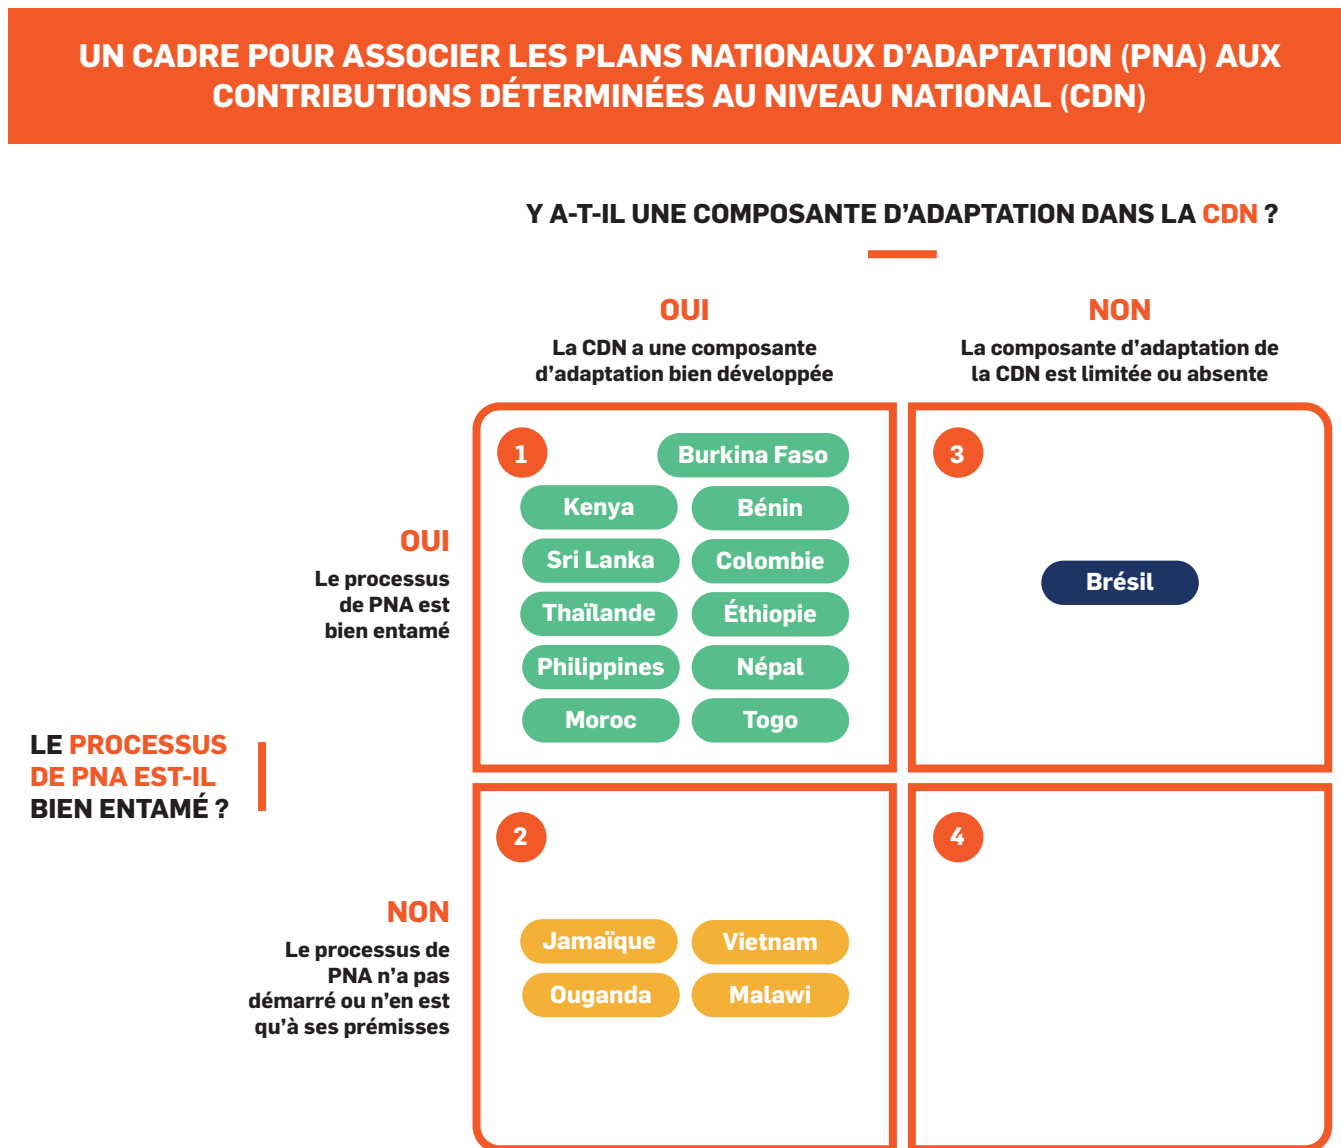 UN CADRE POUR ASSOCIER LES PLANS NATIONAUX D’ADAPTATION (PNA) AUX
CONTRIBUTIONS DÉTERMINÉES AU NIVEAU NATIONAL (CDN)
Y A-T-IL UNE COMPOSANTE D’ADAPTATION DANS LA CDN ?
OUI
La CDN a une composante
d’adaptation bien développée
NON
La composante d’adaptation de
la CDN est limitée ou absente
LE PROCESSUS
DE PNA EST-IL
BIEN ENTAMÉ ?
OUI
Le processus
de PNA est
bien entamé
1
Burkina Faso
Kenya
Bénin
Sri Lanka
Colombie
Thaïlande
Éthiopie
Philippines
Népal
Moroc
Togo
3
Brésil
NON
Le processus de
PNA n’a pas
démarré ou n’en est
qu’à ses prémisses
2
Jamaïque
Vietnam
Ouganda
Malawi
4